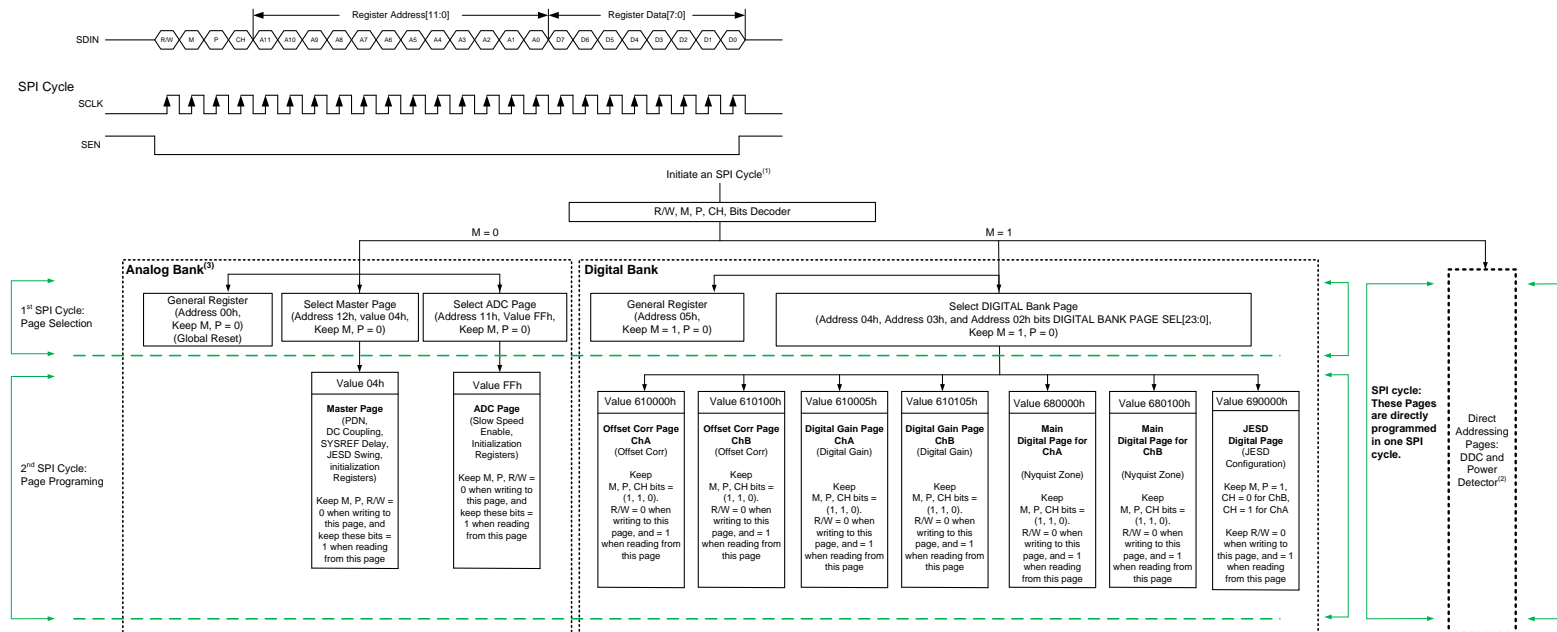 Register Address[11:0]
Register Data[7:0]
SDIN
R/W M P CH A11 A10 A9 A8 A7 A6 A5 A4 A3 A2 A1 A0 D7 D6 D5 D4 D3 D2 D1 D0
SPI Cycle
SCLK
SEN
Initiate an SPI Cycle(1)
R/W, M, P, CH, Bits Decoder
M = 0
M = 1
Analog Bank(3)
Digital Bank
1st SPI Cycle:
Page Selection
General Register
(Address 00h,
Keep M, P = 0)
(Global Reset)
Select Master Page
(Address 12h, value 04h,
Keep M, P = 0)
Select ADC Page
(Address 11h, Value FFh,
Keep M, P = 0)
General Register
(Address 05h,
Keep M = 1, P = 0)
Select DIGITAL Bank Page
(Address 04h, Address 03h, and Address 02h bits DIGITAL BANK PAGE SEL[23:0],
Keep M = 1, P = 0)
2nd SPI Cycle:
Page Programing
Value 04h
Master Page
(PDN,
DC Coupling,
SYSREF Delay,
JESD Swing,
initialization
Registers)
Keep M, P, R/W =
0 when writing to
this page, and
keep these bits =
1 when reading
from this page
Value FFh
ADC Page
(Slow Speed
Enable,
Initialization
Registers)
Keep M, P, R/W =
0 when writing to
this page, and
keep these bits =
1 when reading
from this page
Value 610000h
Offset Corr Page
ChA
(Offset Corr)
Keep
M, P, CH bits =
(1, 1, 0).
R/W = 0 when
writing to this
page, and = 1
when reading from
this page
Value 610100h
Offset Corr Page
ChB
(Offset Corr)
Keep
M, P, CH bits =
(1, 1, 0).
R/W = 0 when
writing to this
page, and = 1
when reading from
this page
Value 610005h
Digital Gain Page
ChA
(Digital Gain)
Keep
M, P, CH bits =
(1, 1, 0).
R/W = 0 when
writing to this
page, and = 1
when reading from
this page
Value 610105h
Digital Gain Page
ChB
(Digital Gain)
Keep
M, P, CH bits =
(1, 1, 0).
R/W = 0 when
writing to this
page, and = 1
when reading from
this page
Value 680000h
Main
Digital Page for
ChA
(Nyquist Zone)
Keep
M, P, CH bits =
(1, 1, 0).
R/W = 0 when
writing to this
page, and = 1
when reading
from this page
Value 680100h
Main
Digital Page for
ChB
(Nyquist Zone)
Keep
M, P, CH bits =
(1, 1, 0).
R/W = 0 when
writing to this
page, and = 1
when reading
from this page
Value 690000h
JESD
Digital Page
(JESD
Configuration)
Keep M, P = 1,
CH = 0 for ChB,
CH = 1 for ChA
Keep R/W = 0
when writing to
this page, and = 1
when reading from
this page
SPI cycle:
These Pages
are directly
programmed
in one SPI
cycle.
Direct
Addressing
Pages:
DDC and
Power
Detector(2)